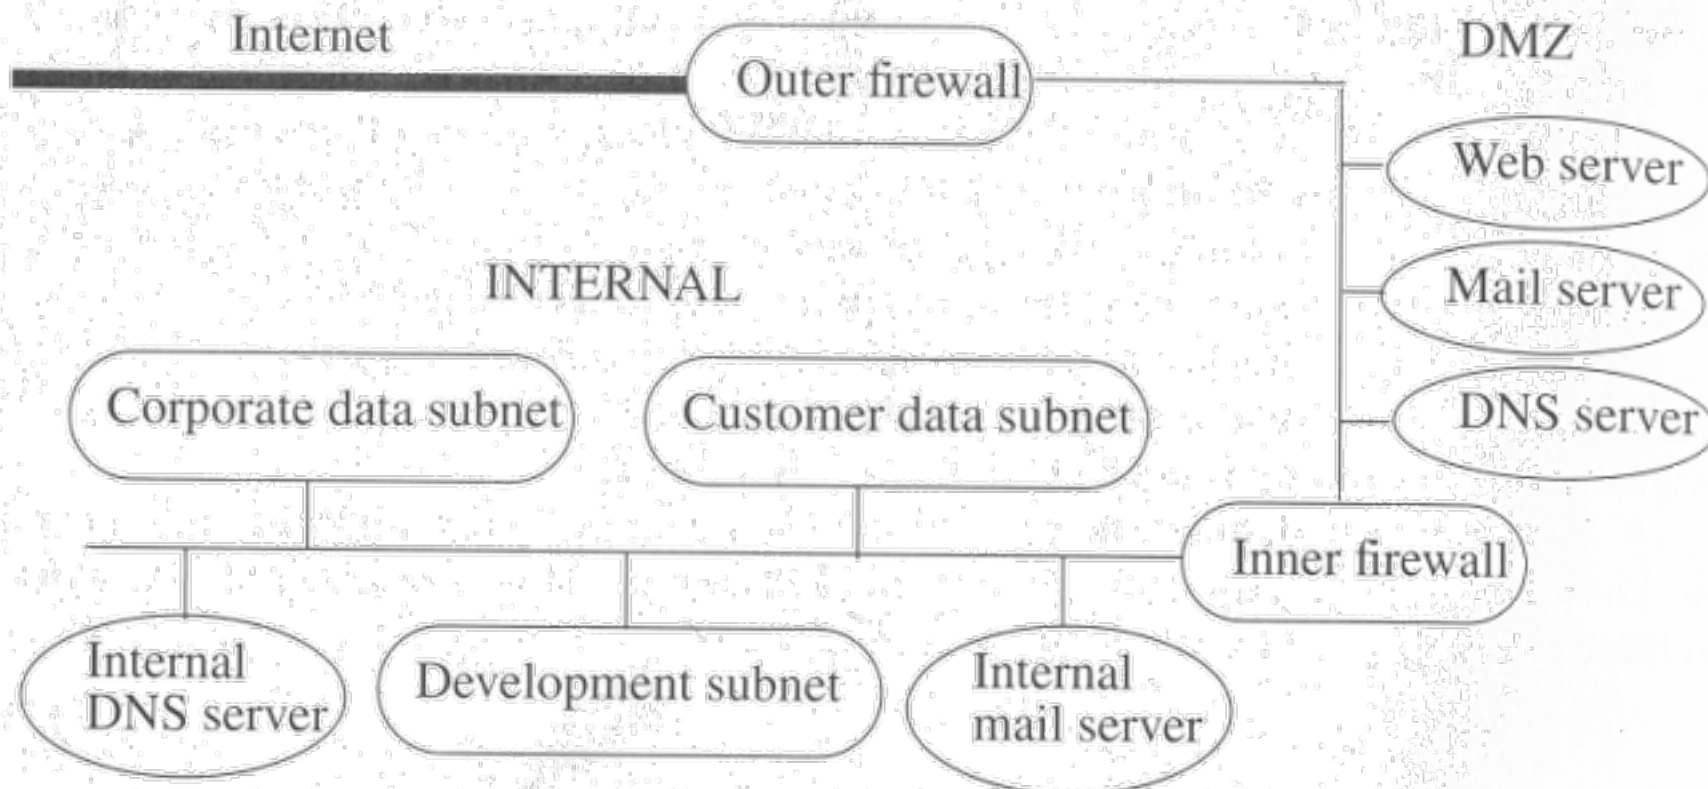 Internet
Outer firewall
DMZ
Web server
INTERNAL
Mail server
Corporate data subnet
Customer data subnet
DNS server
Inner firewall
Internal
DNS server
Development subnet
Internal
mail server